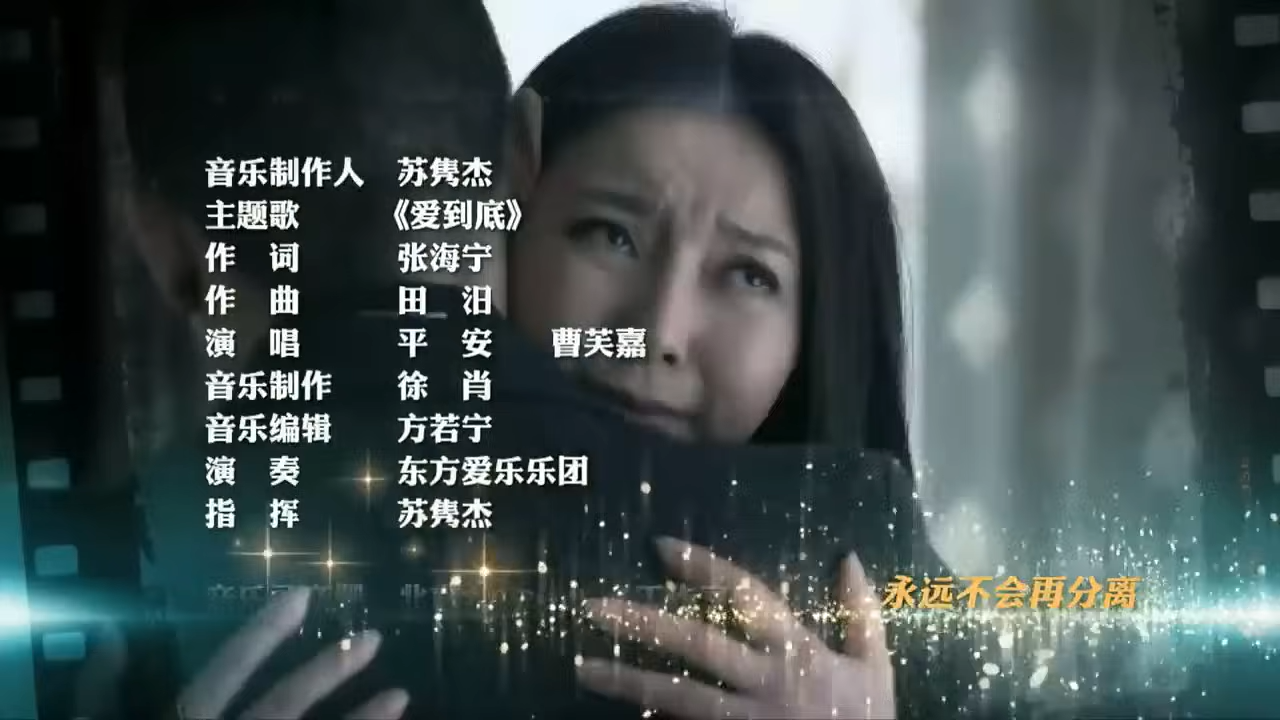 音乐制作人 苏隽杰
主题歌 《爱到底》
作 词 张海宁
作 曲 田 汨
演 唱 平 安 曹芙嘉
音乐制作 徐 肖
音乐编辑 方若宁
演 奏 东方爱乐乐团
指 挥 苏隽杰
永远不会再分离